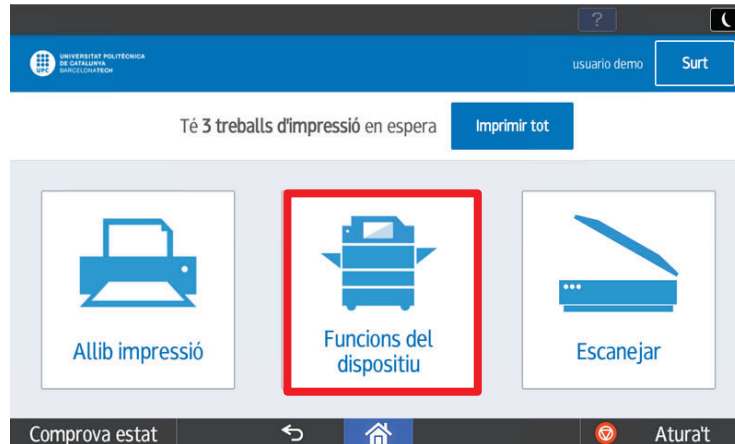 ?
UNIVERSITAT POLITÈCNICA
DE CATALUNYA
BARCELONATECH
UPC
usuario demo
Surt
Té 3 treballs d'impressió en espera
Imprimir tot
Allib impressió
Funcions del
dispositiu
Escanejar
Comprova estat
Atura't